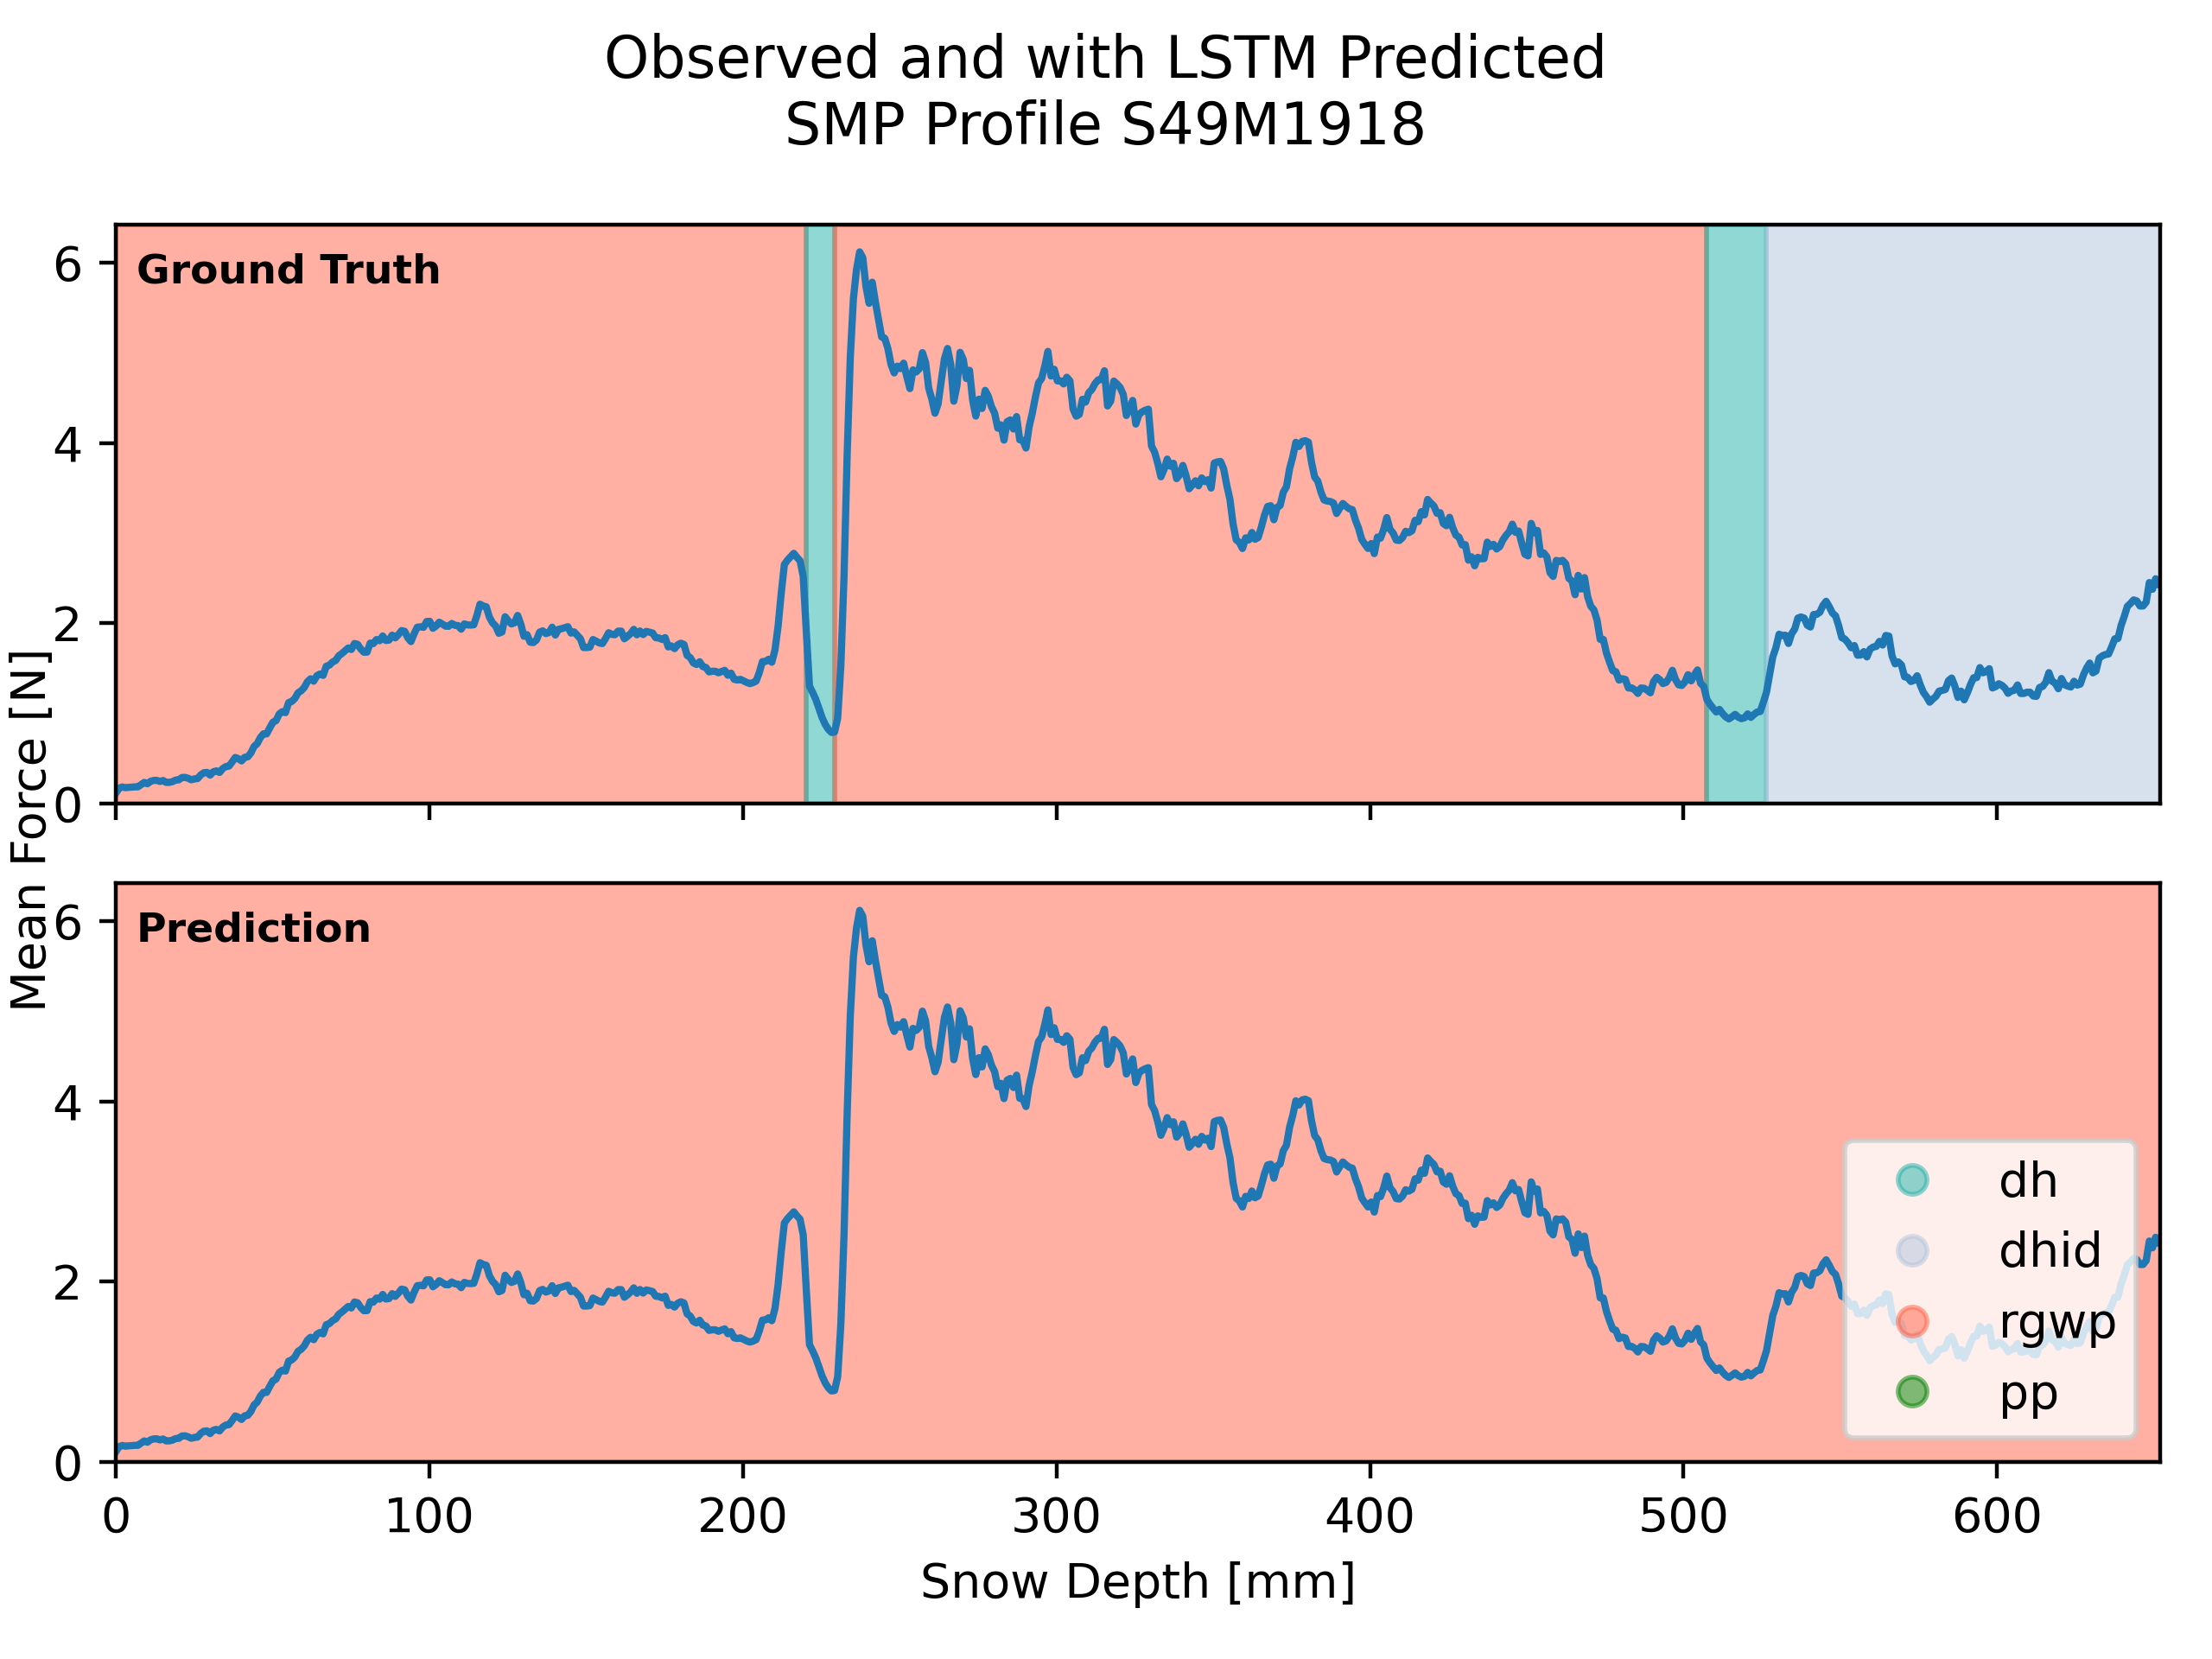 Observed and with LSTM Predicted
SMP Profile S49M1918
Mean Force [N]
6
4
2
0
Ground Truth
6
4
2
0
Prediction
dh
dhid
rgwp
pp
0 100 200 300 400 500 600
Snow Depth [mm]